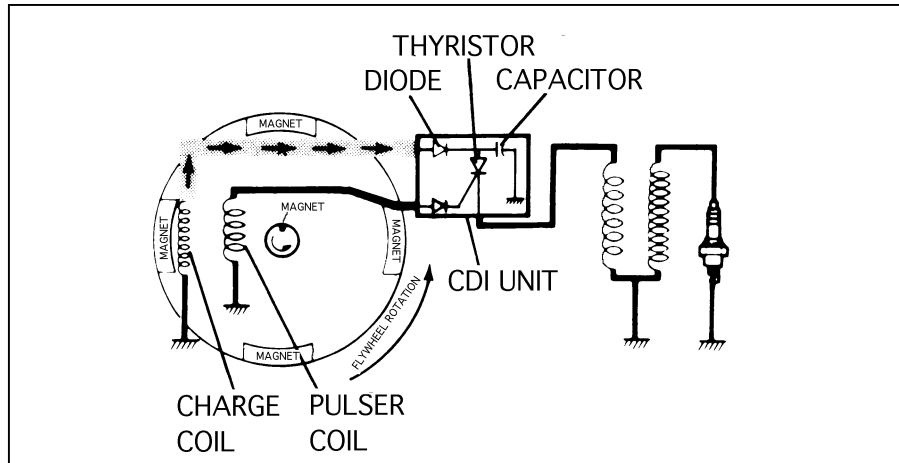 THYRISTOR
DIODE CAPACITOR
MAGNET
MAGNET
MAGNET
MAGNET
CDI UNIT
FLYWHEEL ROTATION
MAGNET
CHARGE PULSER
COIL COIL